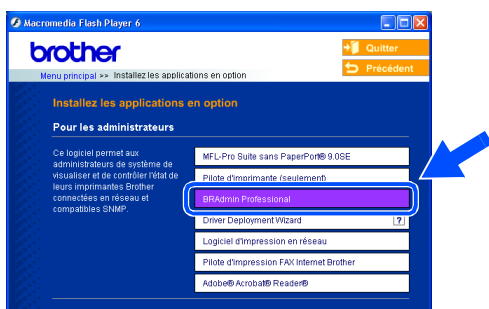 Macromedia Flash Player 6
brother
Quitter
Précédent
Menu principal >> Installez les applications en option
Installez les applications en option
Pour les administrateurs
Ce logiciel permet aux
administrateurs de système de
visualiser et de contrôler l'état de
leurs imprimantes Brother
connectées en réseau et
compatibles SNMP.
MFL-Pro Suite sans PaperPort® 9.0SE
Pilote d'imprimante (seulement)
BRAdmin Professional
Driver Deployment Wizard ?
Logiciel d'impression en réseau
Pilote d'impression FAX Internet Brother
Adobe® Acrobat® Reader®